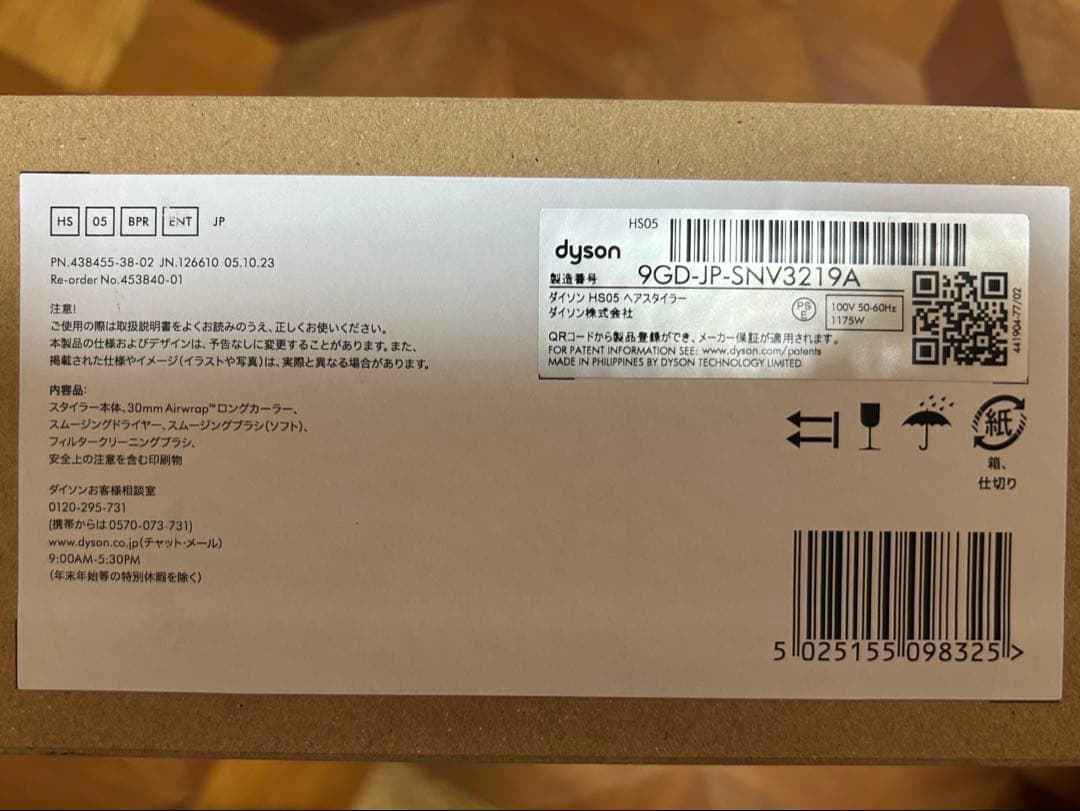 HS 05 BPR ENT JP
PN.438455-38-02 JN.126610 05.10.23
Re-order No.453840-01
注意!
ご使用の際は取扱説明書をよくお読みのうえ、正しくお使いください。
本製品の仕様およびデザインは、予告なしに変更することがあります。また、
掲載された仕様やイメージ(イラストや写真)は、実際と異なる場合があります。
内容品:
スタイラー本体、30mm Airwrap™ロングカーラー、
スムージングドライヤー、スムージングブラシ(ソフト)、
フィルタークリーニングブラシ、
安全上の注意を含む印刷物
ダイソンお客様相談室
0120-295-731
(携帯からは 0570-073-731)
www.dyson.co.jp(チャット・メール)
9:00AM-5:30PM
(年末年始等の特別休暇を除く)
HS05
dyson
製造番号 9GD-JP-SNV3219A
ダイソン HS05 ヘアスタイラー
ダイソン株式会社
PS
E
100V 50-60Hz
1175W
QRコードから製品登録ができ、メーカー保証が適用されます。
FOR PATENT INFORMATION SEE: www.dyson.com/patents
MADE IN PHILIPPINES BY DYSON TECHNOLOGY LIMITED
441904-77/02
紙
箱、
仕切り
5 025155 098325 >